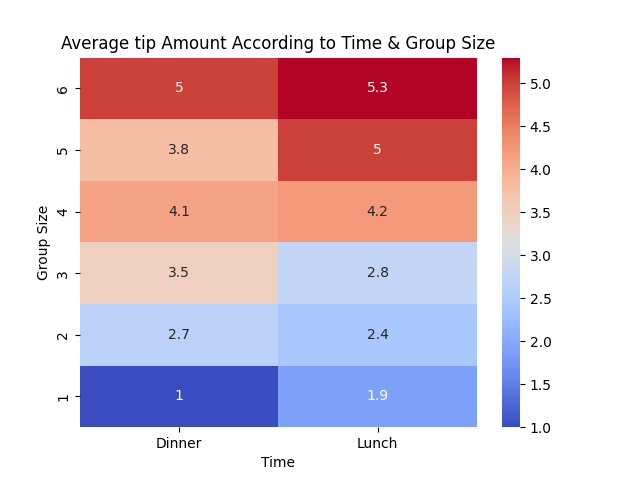 Average tip Amount According to Time & Group Size
6 5 5.3
5 3.8 5
4 4.1 4.2
3 3.5 2.8
2 2.7 2.4
1 1 1.9
Group Size
Dinner Lunch
Time
5.0
4.5
4.0
3.5
3.0
2.5
2.0
1.5
1.0